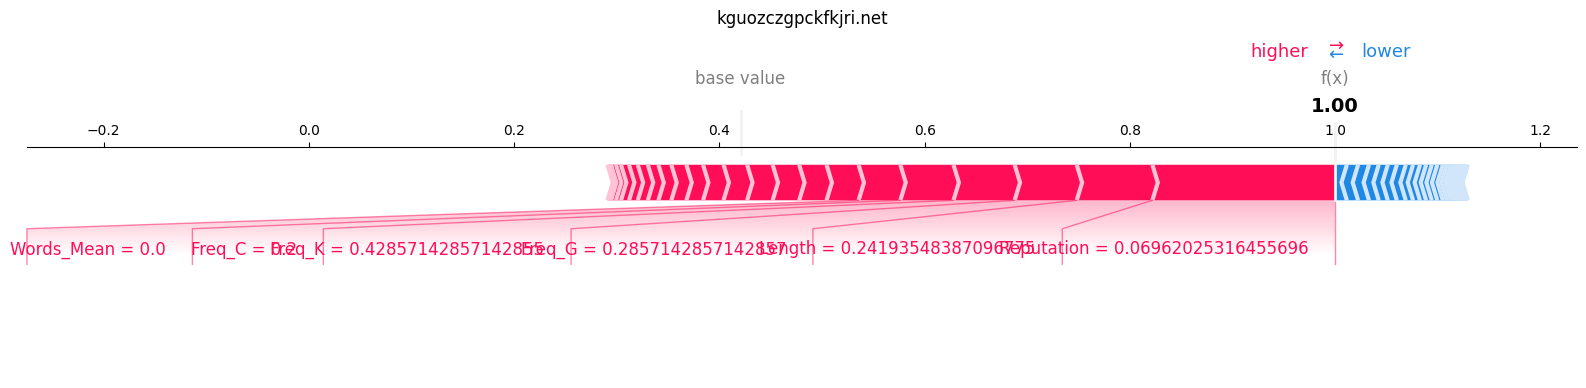 kguozczgpckfkjri.net
higher ⇄ lower
base value f(x)
1.00
−0.2 0.0 0.2 0.4 0.6 0.8 1.0 1.2
Words_Mean = 0.0 Freq_C = 0.2 Freq_K = 0.42857142857142855 Freq_G = 0.2857142857142857 Length = 0.24193548387096775 Reputation = 0.06962025316455696